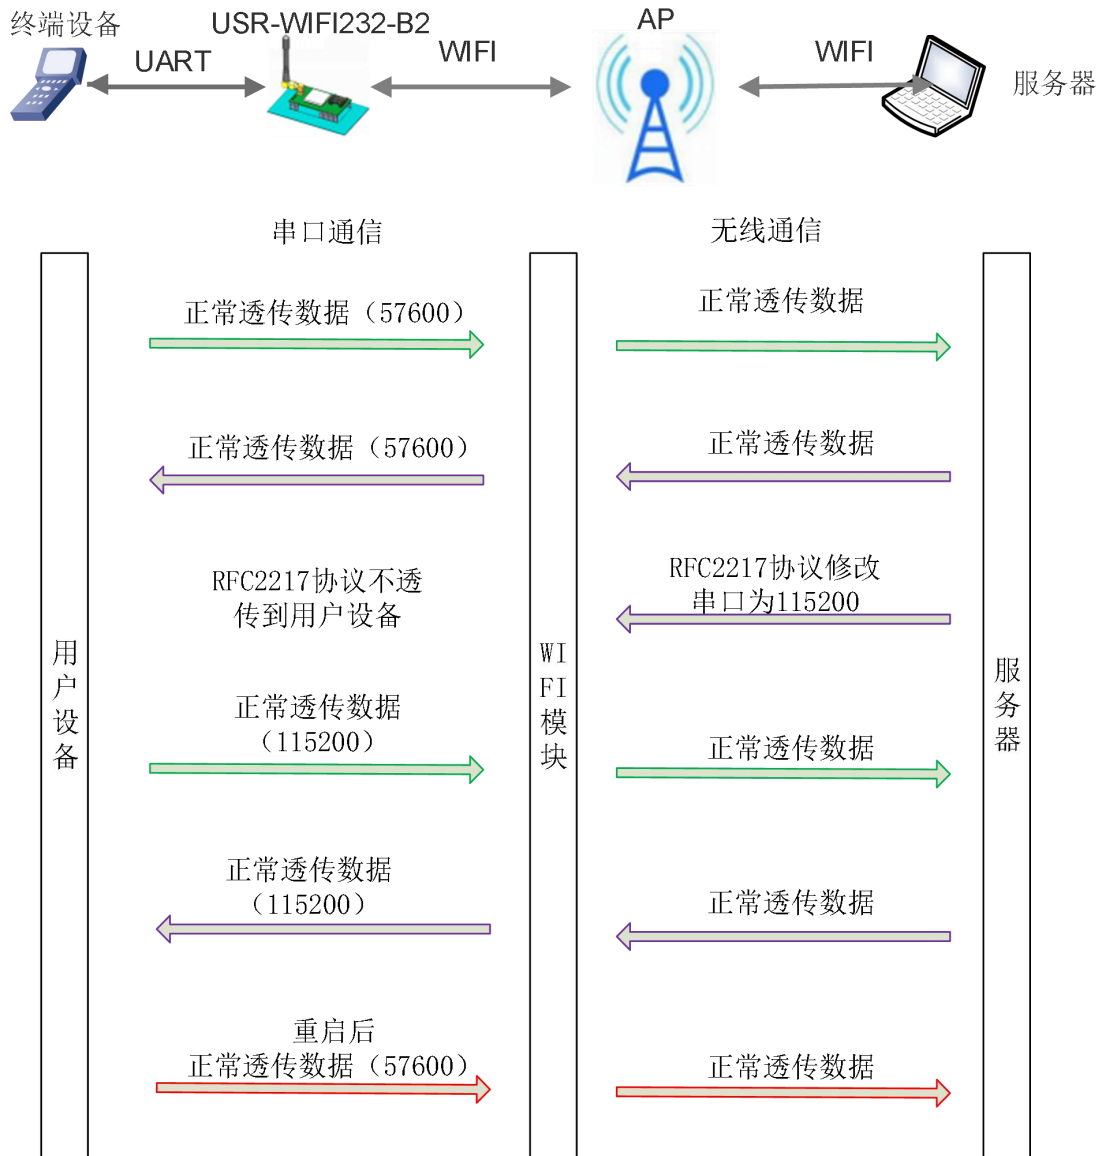 终端设备
USR-WIFI232-B2
AP
UART
WIFI
WIFI
服务器
串口通信
无线通信
正常透传数据（57600）
正常透传数据
正常透传数据（57600）
正常透传数据
RFC2217协议不透
传到用户设备
RFC2217协议修改
串口为115200
用户设备
WI
FI模块
服务器
正常透传数据
（115200）
正常透传数据
正常透传数据
（115200）
正常透传数据
重启后
正常透传数据（57600）
正常透传数据